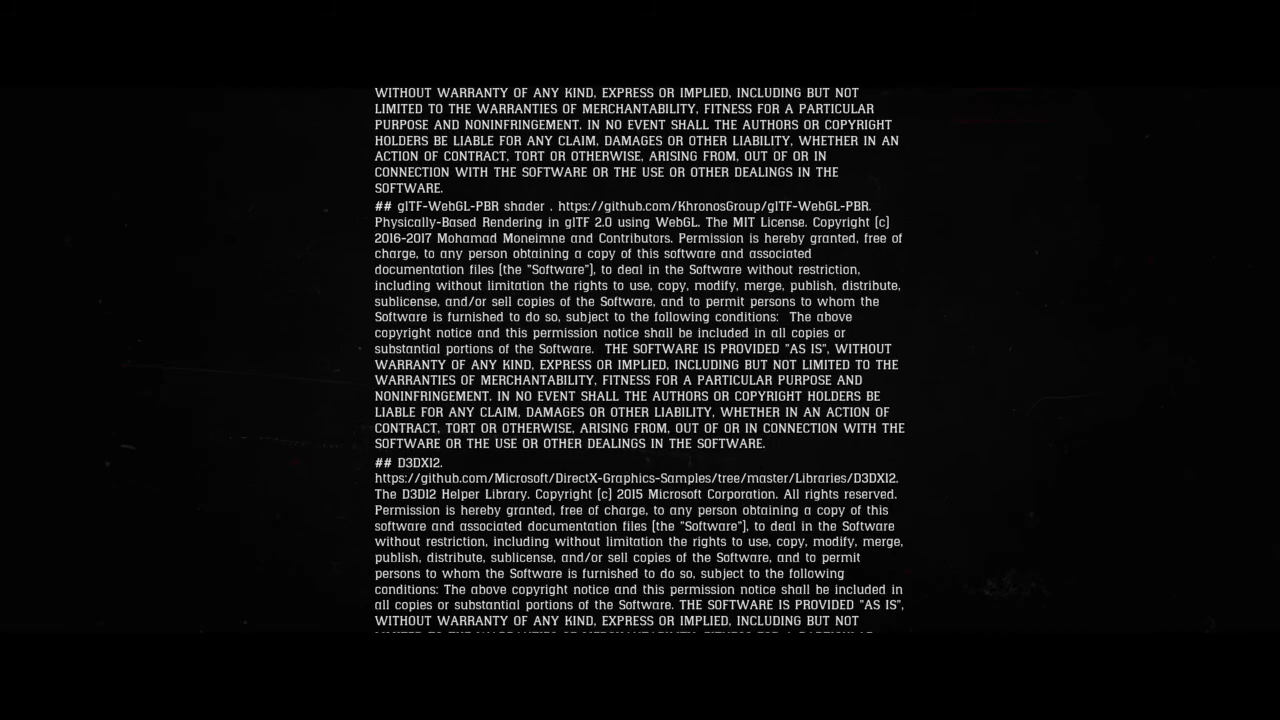 WITHOUT WARRANTY OF ANY KIND, EXPRESS OR IMPLIED, INCLUDING BUT NOT
LIMITED TO THE WARRANTIES OF MERCHANTABILITY, FITNESS FOR A PARTICULAR
PURPOSE AND NONINFRINGEMENT. IN NO EVENT SHALL THE AUTHORS OR COPYRIGHT
HOLDERS BE LIABLE FOR ANY CLAIM, DAMAGES OR OTHER LIABILITY, WHETHER IN AN
ACTION OF CONTRACT, TORT OR OTHERWISE, ARISING FROM, OUT OF OR IN
CONNECTION WITH THE SOFTWARE OR THE USE OR OTHER DEALINGS IN THE
SOFTWARE.
## glTF-WebGL-PBR shader . https://github.com/KhronosGroup/glTF-WebGL-PBR.
Physically-Based Rendering in glTF 2.0 using WebGL. The MIT License. Copyright (c)
2016-2017 Mohamad Moneimne and Contributors. Permission is hereby granted, free of
charge, to any person obtaining a copy of this software and associated
documentation files (the "Software"), to deal in the Software without restriction,
including without limitation the rights to use, copy, modify, merge, publish, distribute,
sublicense, and/or sell copies of the Software, and to permit persons to whom the
Software is furnished to do so, subject to the following conditions:  The above
copyright notice and this permission notice shall be included in all copies or
substantial portions of the Software.  THE SOFTWARE IS PROVIDED "AS IS", WITHOUT
WARRANTY OF ANY KIND, EXPRESS OR IMPLIED, INCLUDING BUT NOT LIMITED TO THE
WARRANTIES OF MERCHANTABILITY, FITNESS FOR A PARTICULAR PURPOSE AND
NONINFRINGEMENT. IN NO EVENT SHALL THE AUTHORS OR COPYRIGHT HOLDERS BE
LIABLE FOR ANY CLAIM, DAMAGES OR OTHER LIABILITY, WHETHER IN AN ACTION OF
CONTRACT, TORT OR OTHERWISE, ARISING FROM, OUT OF OR IN CONNECTION WITH THE
SOFTWARE OR THE USE OR OTHER DEALINGS IN THE SOFTWARE.
## D3DX12.
https://github.com/Microsoft/DirectX-Graphics-Samples/tree/master/Libraries/D3DX12.
The D3D12 Helper Library. Copyright (c) 2015 Microsoft Corporation. All rights reserved.
Permission is hereby granted, free of charge, to any person obtaining a copy of this
software and associated documentation files (the "Software"), to deal in the Software
without restriction, including without limitation the rights to use, copy, modify, merge,
publish, distribute, sublicense, and/or sell copies of the Software, and to permit
persons to whom the Software is furnished to do so, subject to the following
conditions: The above copyright notice and this permission notice shall be included in
all copies or substantial portions of the Software. THE SOFTWARE IS PROVIDED "AS IS",
WITHOUT WARRANTY OF ANY KIND, EXPRESS OR IMPLIED, INCLUDING BUT NOT